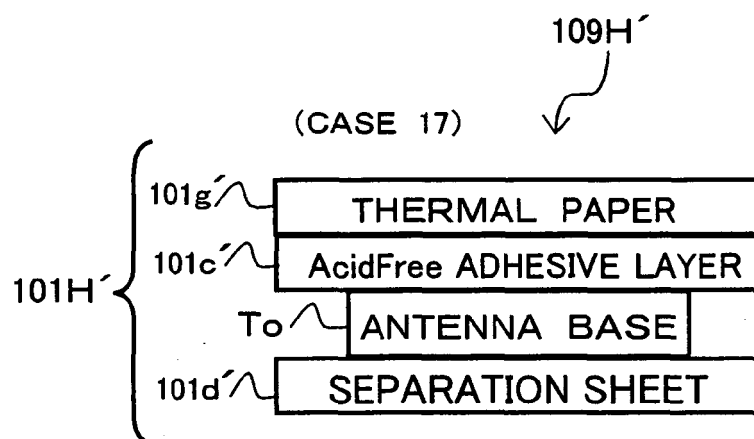 109H´
(CASE 17)
101g´ THERMAL PAPER
101c´ AcidFree ADHESIVE LAYER
101H´
To ANTENNA BASE
101d´ SEPARATION SHEET